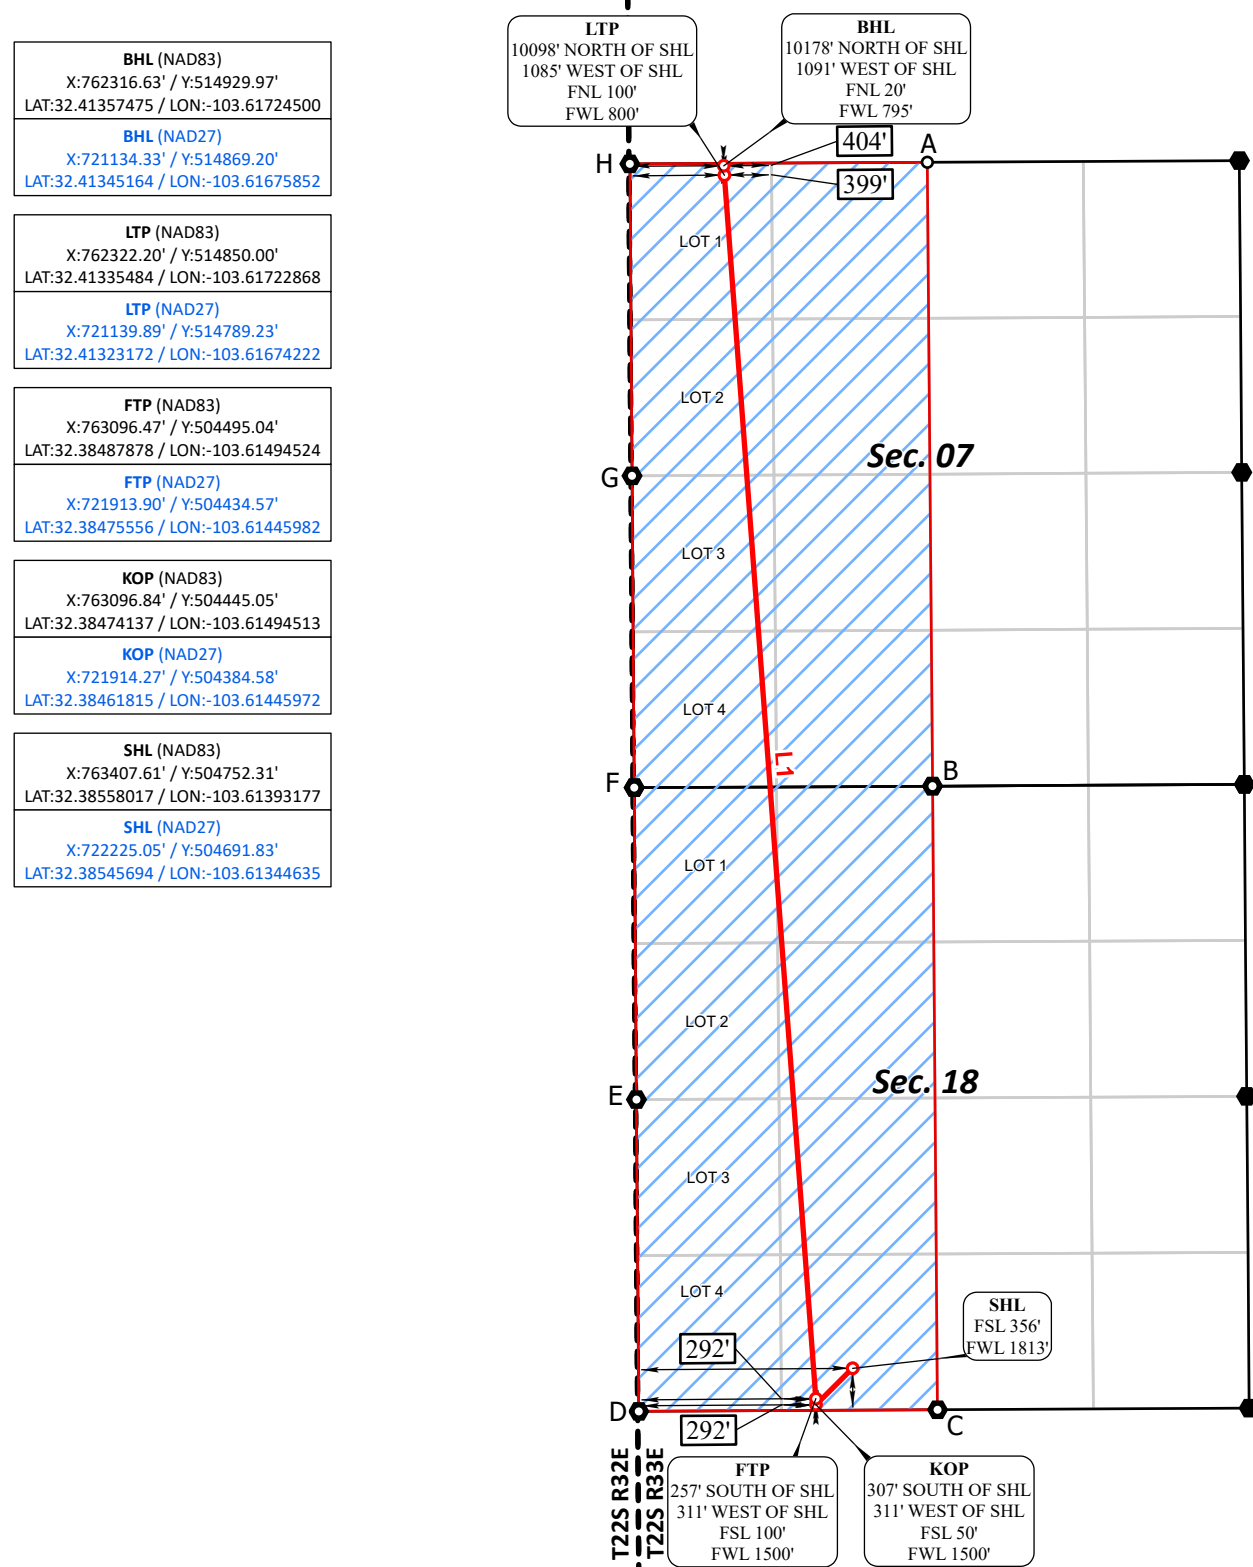 BHL (NAD83)
X:762316.63' / Y:514929.97'
LAT:32.41357475 / LON:-103.61724500
BHL (NAD27)
X:721134.33' / Y:514869.20'
LAT:32.41345164 / LON:-103.61675852
LTP (NAD83)
X:762322.20' / Y:514850.00'
LAT:32.41335484 / LON:-103.61722868
LTP (NAD27)
X:721139.89' / Y:514789.23'
LAT:32.41323172 / LON:-103.61674222
FTP (NAD83)
X:763096.47' / Y:504495.04'
LAT:32.38487878 / LON:-103.61494524
FTP (NAD27)
X:721913.90' / Y:504434.57'
LAT:32.38475556 / LON:-103.61445982
KOP (NAD83)
X:763096.84' / Y:504445.05'
LAT:32.38474137 / LON:-103.61494513
KOP (NAD27)
X:721914.27' / Y:504384.58'
LAT:32.38461815 / LON:-103.61445972
SHL (NAD83)
X:763407.61' / Y:504752.31'
LAT:32.38558017 / LON:-103.61393177
SHL (NAD27)
X:722225.05' / Y:504691.83'
LAT:32.38545694 / LON:-103.61344635
LTP
10098' NORTH OF SHL
1085' WEST OF SHL
FNL 100'
FWL 800'
BHL
10178' NORTH OF SHL
1091' WEST OF SHL
FNL 20'
FWL 795'
404'
A
H
399'
LOT 1
LOT 2
Sec. 07
G
LOT 3
LOT 4
L1
F
B
LOT 1
LOT 2
Sec. 18
E
LOT 3
LOT 4
SHL
FSL 356'
FWL 1813'
292'
D
C
292'
T22S R32E
T22S R33E
FTP
257' SOUTH OF SHL
311' WEST OF SHL
FSL 100'
FWL 1500'
KOP
307' SOUTH OF SHL
311' WEST OF SHL
FSL 50'
FWL 1500'